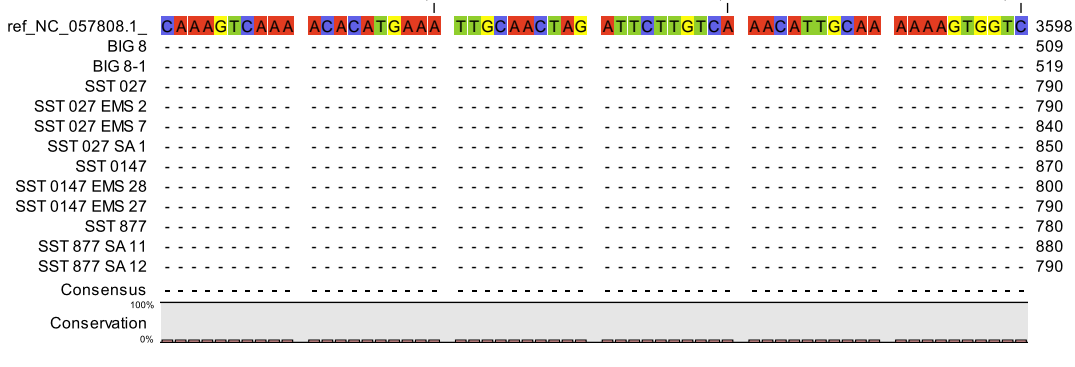 ref_NC_057808.1_ CAAAGTCAAA ACACATGAAA TTGCAACTAG ATTCTTGTCA AACATTGCAA AAAAGTGGTC 3598
BIG 8 - - - - - - - - - - - - - - - - - - - - - - - - - - - - - - - - - - - - - - - - - - - - - - - - - - - - - - - - - - - - 509
BIG 8-1 - - - - - - - - - - - - - - - - - - - - - - - - - - - - - - - - - - - - - - - - - - - - - - - - - - - - - - - - - - - - 519
SST 027 - - - - - - - - - - - - - - - - - - - - - - - - - - - - - - - - - - - - - - - - - - - - - - - - - - - - - - - - - - - - 790
SST 027 EMS 2 - - - - - - - - - - - - - - - - - - - - - - - - - - - - - - - - - - - - - - - - - - - - - - - - - - - - - - - - - - - - 790
SST 027 EMS 7 - - - - - - - - - - - - - - - - - - - - - - - - - - - - - - - - - - - - - - - - - - - - - - - - - - - - - - - - - - - - 840
SST 027 SA 1 - - - - - - - - - - - - - - - - - - - - - - - - - - - - - - - - - - - - - - - - - - - - - - - - - - - - - - - - - - - - 850
SST 0147 - - - - - - - - - - - - - - - - - - - - - - - - - - - - - - - - - - - - - - - - - - - - - - - - - - - - - - - - - - - - 870
SST 0147 EMS 28 - - - - - - - - - - - - - - - - - - - - - - - - - - - - - - - - - - - - - - - - - - - - - - - - - - - - - - - - - - - - 800
SST 0147 EMS 27 - - - - - - - - - - - - - - - - - - - - - - - - - - - - - - - - - - - - - - - - - - - - - - - - - - - - - - - - - - - - 790
SST 877 - - - - - - - - - - - - - - - - - - - - - - - - - - - - - - - - - - - - - - - - - - - - - - - - - - - - - - - - - - - - 780
SST 877 SA 11 - - - - - - - - - - - - - - - - - - - - - - - - - - - - - - - - - - - - - - - - - - - - - - - - - - - - - - - - - - - - 880
SST 877 SA 12 - - - - - - - - - - - - - - - - - - - - - - - - - - - - - - - - - - - - - - - - - - - - - - - - - - - - - - - - - - - - 790
Consensus - - - - - - - - - - - - - - - - - - - - - - - - - - - - - - - - - - - - - - - - - - - - - - - - - - - - - - - - - - - -
100%
Conservation
0%